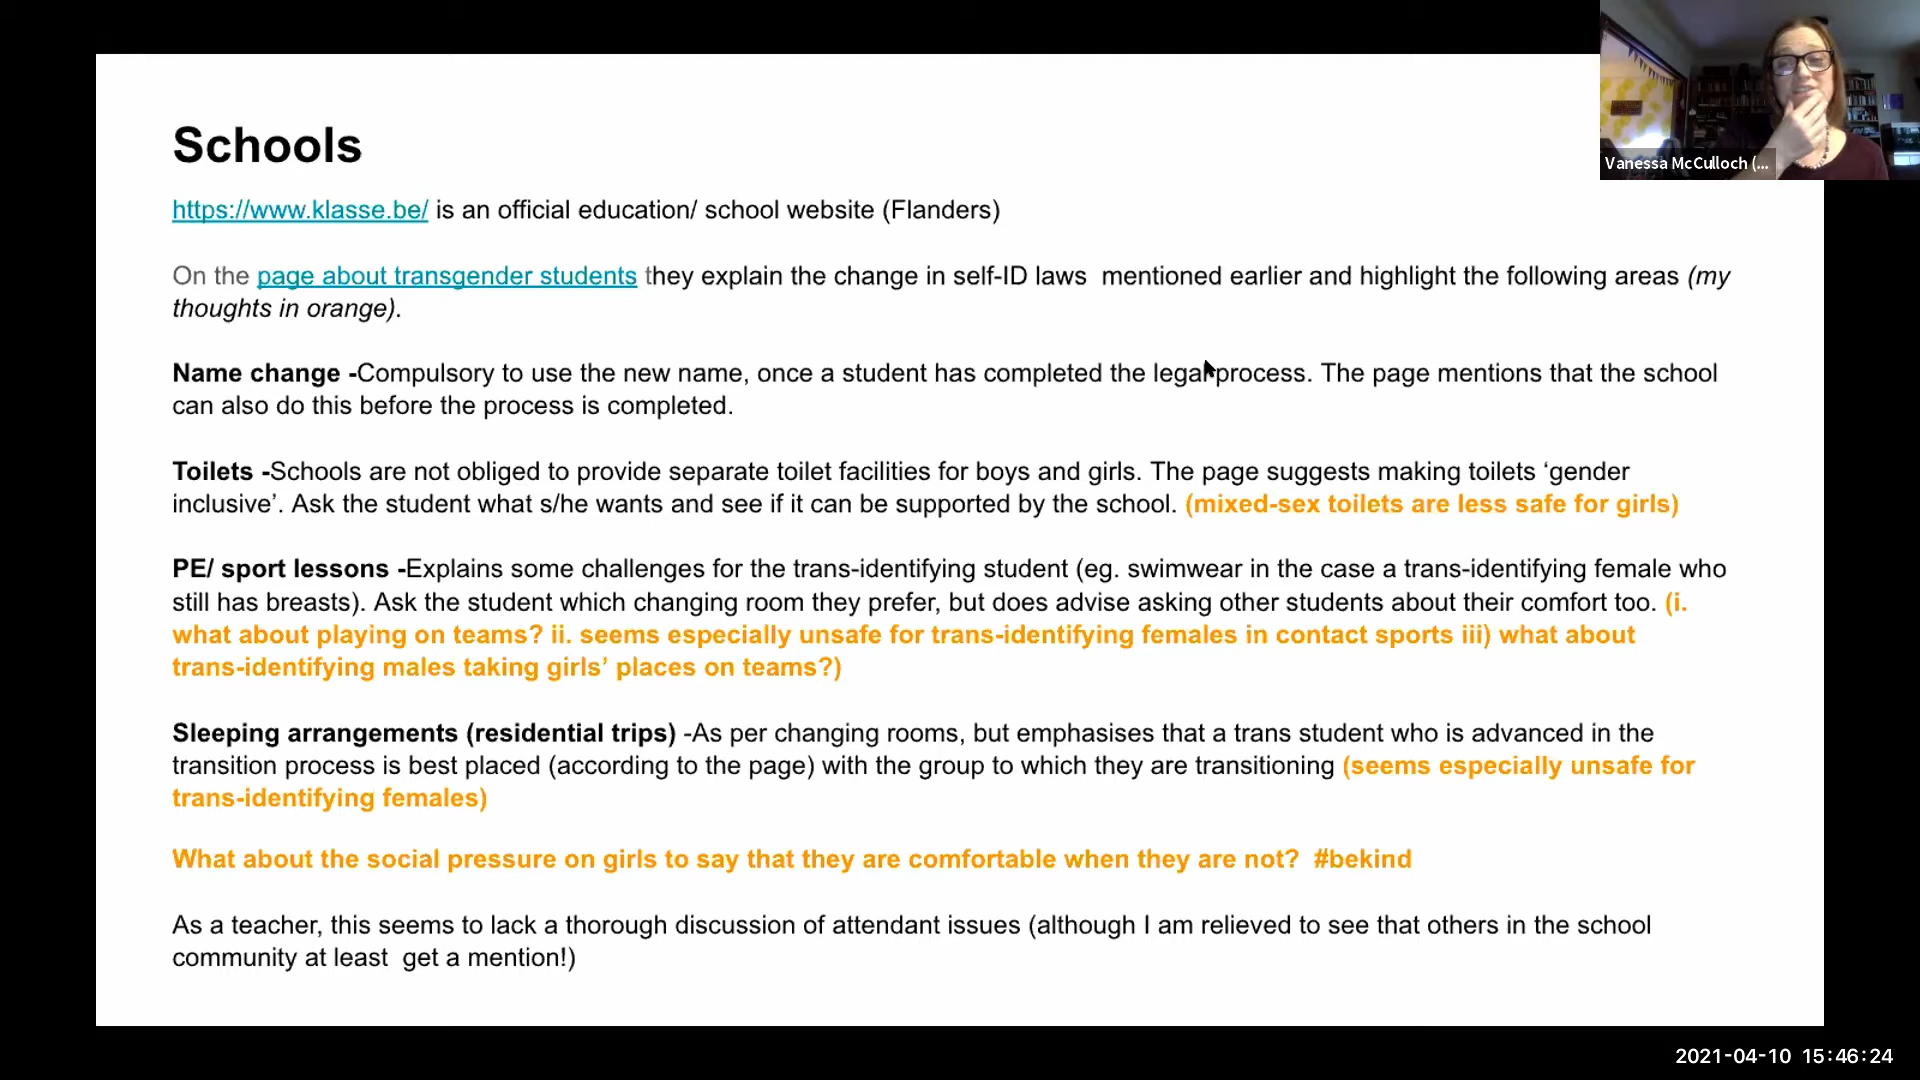 Vanessa McCulloch (...
Schools
https://www.klasse.be/ is an official education/ school website (Flanders)
On the page about transgender students they explain the change in self-ID laws  mentioned earlier and highlight the following areas (my
thoughts in orange).
Name change -Compulsory to use the new name, once a student has completed the legal process. The page mentions that the school
can also do this before the process is completed.
Toilets -Schools are not obliged to provide separate toilet facilities for boys and girls. The page suggests making toilets ‘gender
inclusive’. Ask the student what s/he wants and see if it can be supported by the school. (mixed-sex toilets are less safe for girls)
PE/ sport lessons -Explains some challenges for the trans-identifying student (eg. swimwear in the case a trans-identifying female who
still has breasts). Ask the student which changing room they prefer, but does advise asking other students about their comfort too. (i.
what about playing on teams? ii. seems especially unsafe for trans-identifying females in contact sports iii) what about
trans-identifying males taking girls’ places on teams?)
Sleeping arrangements (residential trips) -As per changing rooms, but emphasises that a trans student who is advanced in the
transition process is best placed (according to the page) with the group to which they are transitioning (seems especially unsafe for
trans-identifying females)
What about the social pressure on girls to say that they are comfortable when they are not?  #bekind
As a teacher, this seems to lack a thorough discussion of attendant issues (although I am relieved to see that others in the school
community at least  get a mention!)
2021-04-10 15:46:24